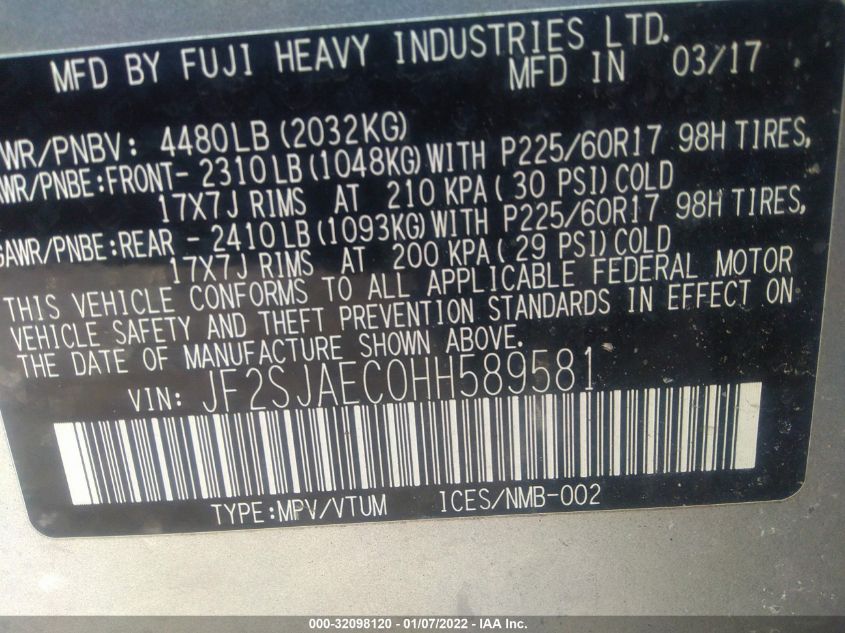 MFD BY FUJI HEAVY INDUSTRIES LTD.
MFD IN 03/17
WR/PNBV: 4480LB (2032KG)
AWR/PNBE:FRONT- 2310LB (1048KG)WITH P225/60R17 98H TIRES,
17X7J RIMS AT 210 KPA (30 PSI)COLD
GAWR/PNBE:REAR - 2410LB (1093KG)WITH P225/60R17 98H TIRES,
17X7J RIMS AT 200 KPA (29 PSI)COLD
THIS VEHICLE CONFORMS TO ALL APPLICABLE FEDERAL MOTOR
VEHICLE SAFETY AND THEFT PREVENTION STANDARDS IN EFFECT ON
THE DATE OF MANUFACTURE SHOWN ABOVE.
VIN: JF2SJAEC0HH589581
TYPE:MPV/VTUM ICES/NMB-002
000-32098120 - 01/07/2022 - IAA Inc.